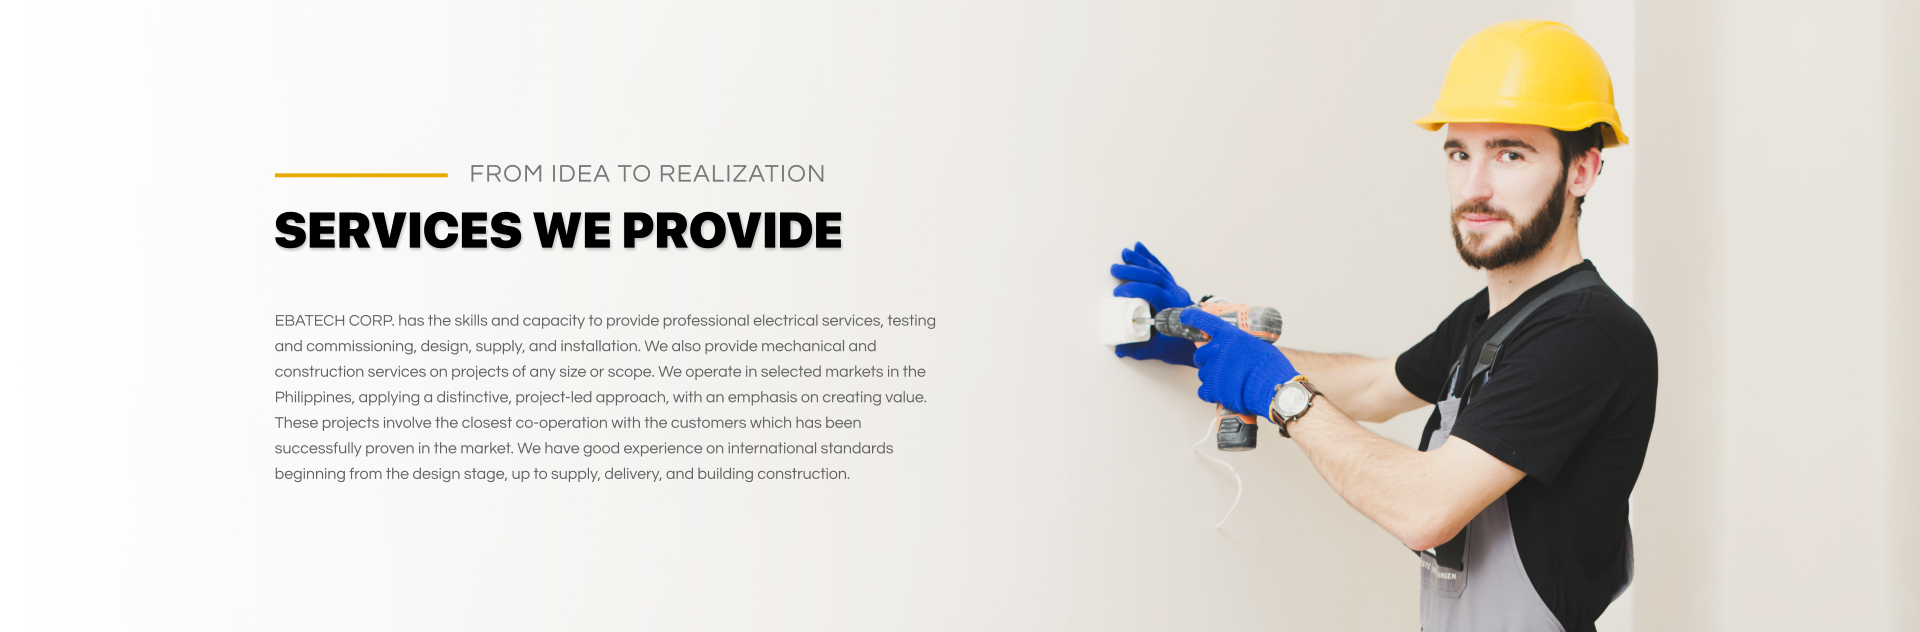 FROM IDEA TO REALIZATION
SERVICES WE PROVIDE
EBATECH CORP. has the skills and capacity to provide professional electrical services, testing
and commissioning, design, supply, and installation. We also provide mechanical and
construction services on projects of any size or scope. We operate in selected markets in the
Philippines, applying a distinctive, project-led approach, with an emphasis on creating value.
These projects involve the closest co-operation with the customers which has been
successfully proven in the market. We have good experience on international standards
beginning from the design stage, up to supply, delivery, and building construction.